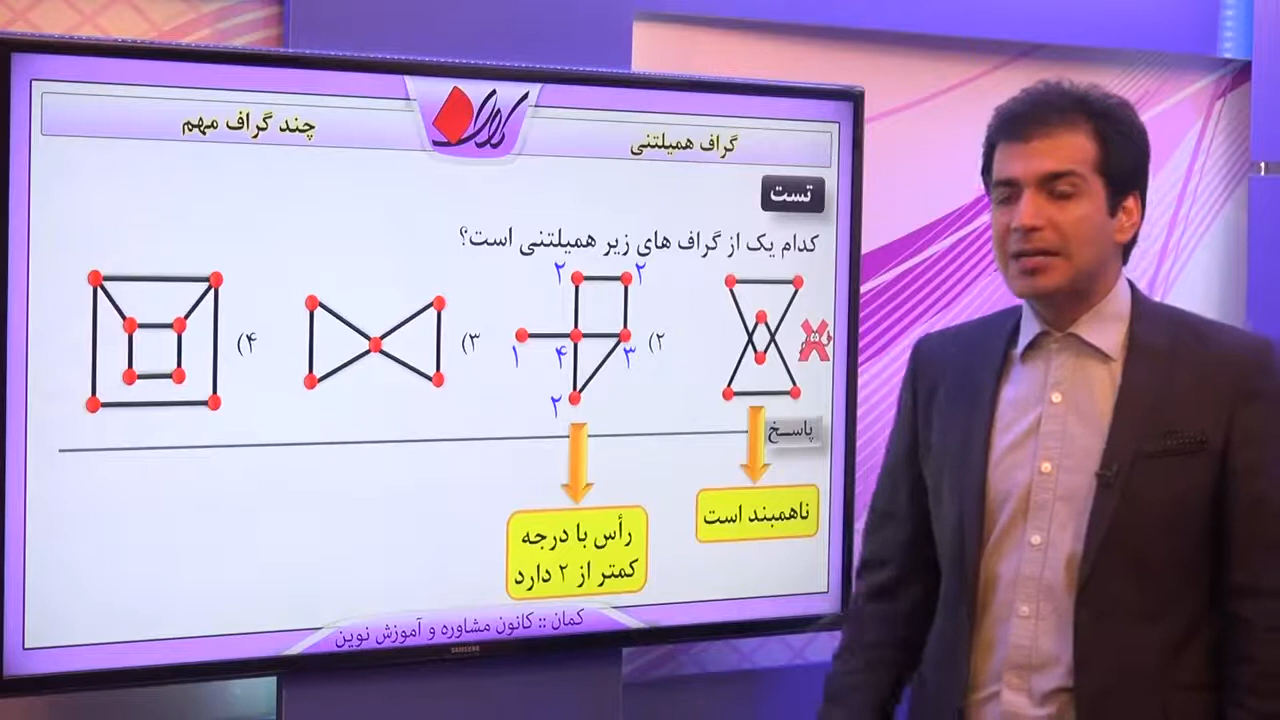 گراف همیلتنی
چند گراف مهم
تست
کدام یک از گراف های زیر همیلتنی است؟
۲ ۲
۱ ۴ ۳
۲
۲)
۳)
۴)
پاسخ
ناهمبند است
رأس با درجه
کمتر از ۲ دارد
کمان :: کانون مشاوره و آموزش نوین
SAMSUNG